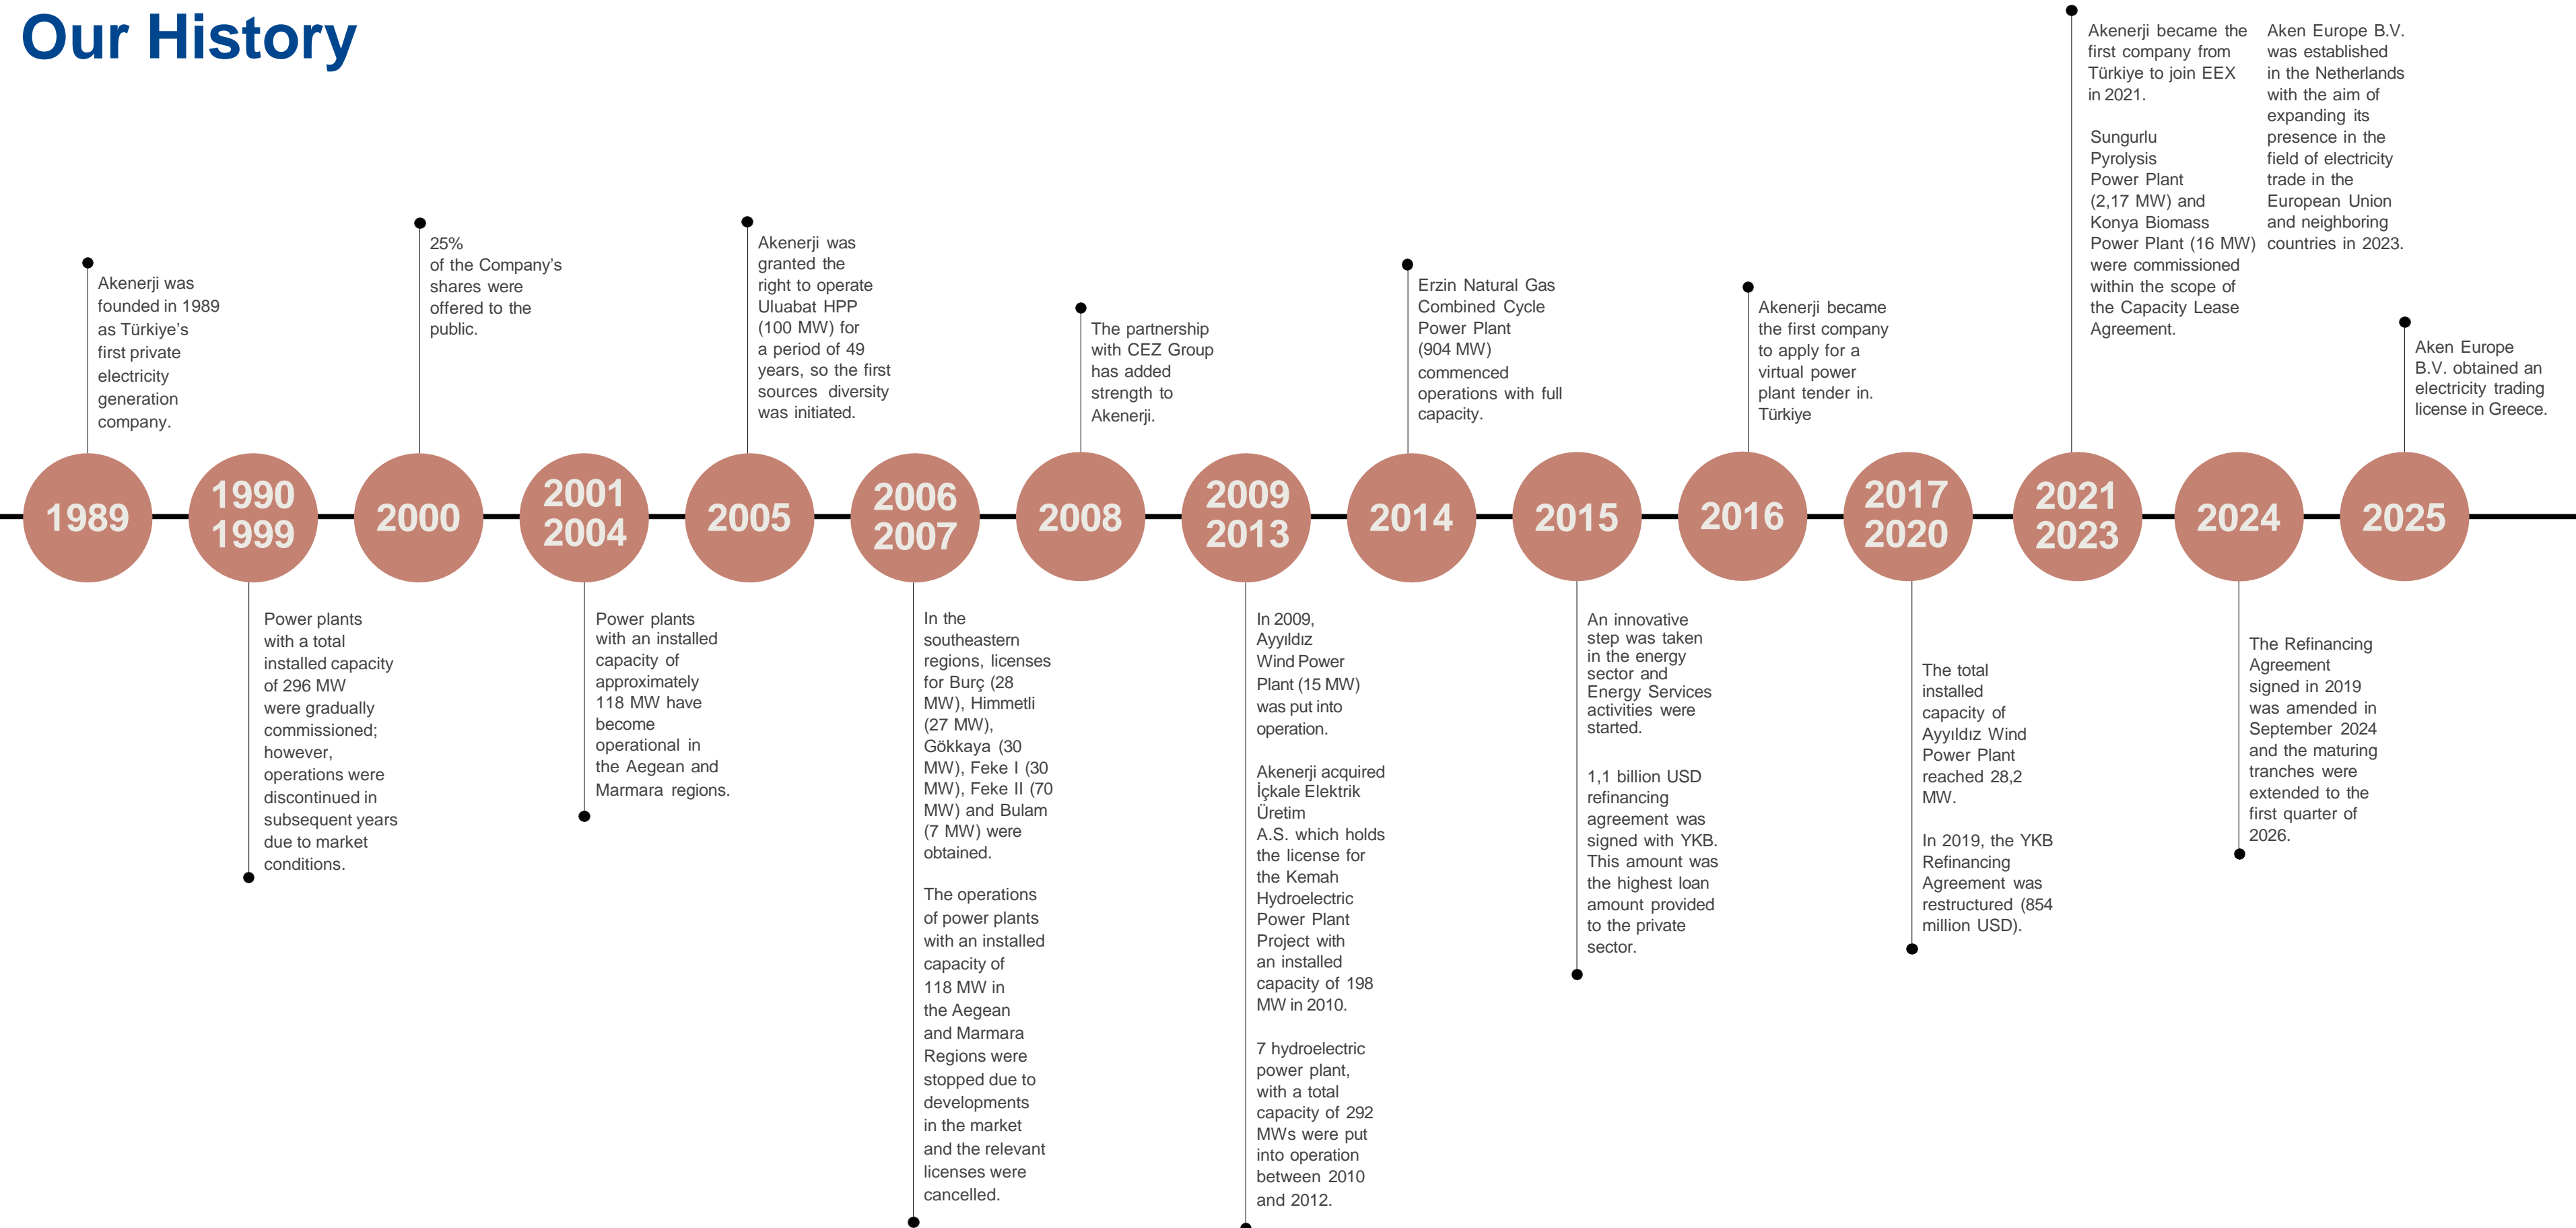 Our History
Akenerji was
founded in 1989
as Türkiye’s
first private
electricity
generation
company.
1989
1990
1999
Power plants
with a total
installed capacity
of 296 MW
were gradually
commissioned;
however,
operations were
discontinued in
subsequent years
due to market
conditions.
25%
of the Company’s
shares were
offered to the
public.
2000
2001
2004
Power plants
with an installed
capacity of
approximately
118 MW have
become
operational in
the Aegean and
Marmara regions.
Akenerji was
granted the
right to operate
Uluabat HPP
(100 MW) for
a period of 49
years, so the first
sources diversity
was initiated.
2005
2006
2007
In the
southeastern
regions, licenses
for Burç (28
MW), Himmetli
(27 MW),
Gökkaya (30
MW), Feke I (30
MW), Feke II (70
MW) and Bulam
(7 MW) were
obtained.
The operations
of power plants
with an installed
capacity of
118 MW in
the Aegean
and Marmara
Regions were
stopped due to
developments
in the market
and the relevant
licenses were
cancelled.
The partnership
with CEZ Group
has added
strength to
Akenerji.
2008
2009
2013
In 2009,
Ayyıldız
Wind Power
Plant (15 MW)
was put into
operation.
Akenerji acquired
İçkale Elektrik
Üretim
A.S. which holds
the license for
the Kemah
Hydroelectric
Power Plant
Project with
an installed
capacity of 198
MW in 2010.
7 hydroelectric
power plant,
with a total
capacity of 292
MWs were put
into operation
between 2010
and 2012.
Erzin Natural Gas
Combined Cycle
Power Plant
(904 MW)
commenced
operations with full
capacity.
2014
2015
An innovative
step was taken
in the energy
sector and
Energy Services
activities were
started.
1,1 billion USD
refinancing
agreement was
signed with YKB.
This amount was
the highest loan
amount provided
to the private
sector.
Akenerji became
the first company
to apply for a
virtual power
plant tender in.
Türkiye
2016
2017
2020
The total
installed
capacity of
Ayyıldız Wind
Power Plant
reached 28,2
MW.
In 2019, the YKB
Refinancing
Agreement was
restructured (854
million USD).
Akenerji became the
first company from
Türkiye to join EEX
in 2021.
Sungurlu
Pyrolysis
Power Plant
(2,17 MW) and
Konya Biomass
Power Plant (16 MW)
were commissioned
within the scope of
the Capacity Lease
Agreement.
Aken Europe B.V.
was established
in the Netherlands
with the aim of
expanding its
presence in the
field of electricity
trade in the
European Union
and neighboring
countries in 2023.
2021
2023
2024
The Refinancing
Agreement
signed in 2019
was amended in
September 2024
and the maturing
tranches were
extended to the
first quarter of
2026.
Aken Europe
B.V. obtained an
electricity trading
license in Greece.
2025